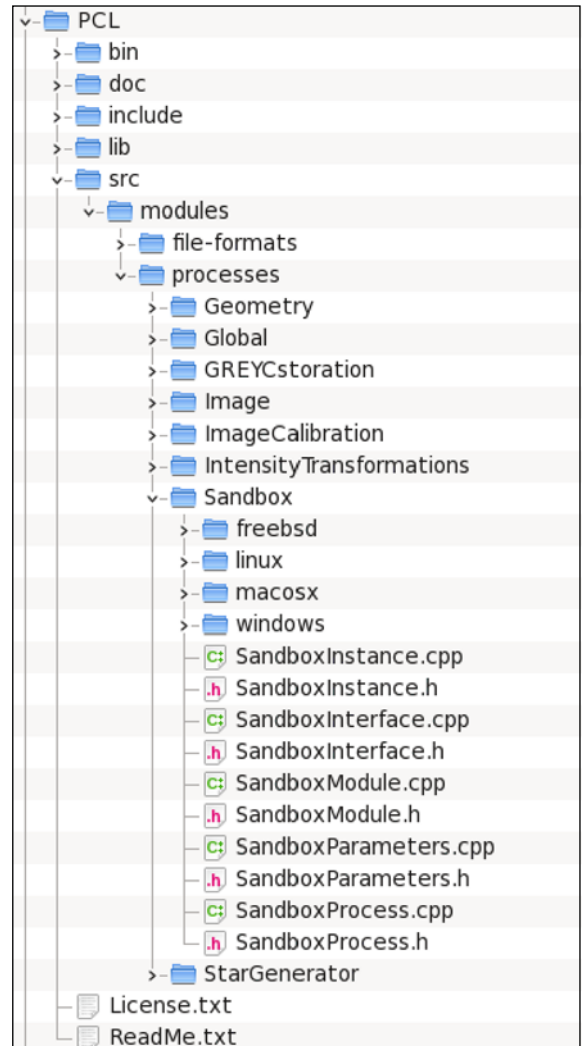 PCL
bin
doc
include
lib
src
modules
file-formats
processes
Geometry
Global
GREYCstoration
Image
ImageCalibration
IntensityTransformations
Sandbox
freebsd
linux
macosx
windows
SandboxInstance.cpp
SandboxInstance.h
SandboxInterface.cpp
SandboxInterface.h
SandboxModule.cpp
SandboxModule.h
SandboxParameters.cpp
SandboxParameters.h
SandboxProcess.cpp
SandboxProcess.h
StarGenerator
License.txt
ReadMe.txt